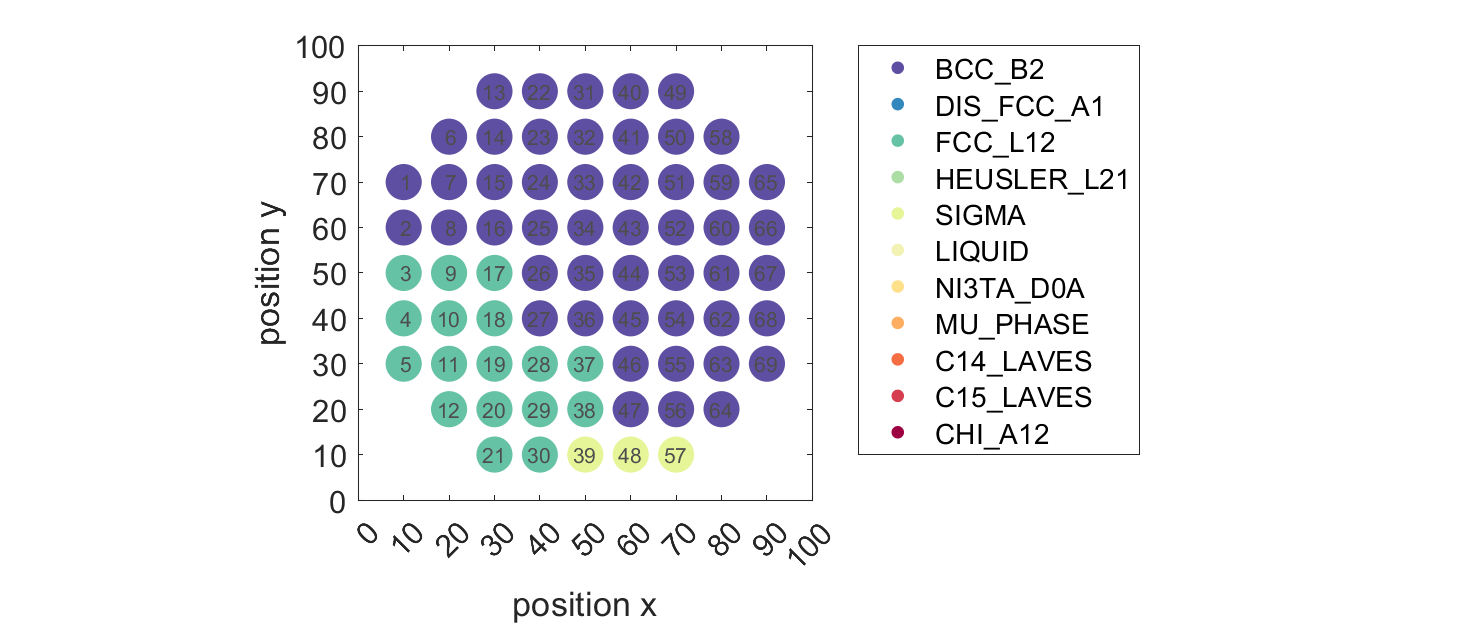 100
90
80
70
60
50
40
30
20
10
0
position y
13 22 31 40 49
6 14 23 32 41 50 58
1 7 15 24 33 42 51 59 65
2 8 16 25 34 43 52 60 66
3 9 17 26 35 44 53 61 67
4 10 18 27 36 45 54 62 68
5 11 19 28 37 46 55 63 69
12 20 29 38 47 56 64
21 30 39 48 57
0 10 20 30 40 50 60 70 80 90 100
position x
BCC_B2
DIS_FCC_A1
FCC_L12
HEUSLER_L21
SIGMA
LIQUID
NI3TA_D0A
MU_PHASE
C14_LAVES
C15_LAVES
CHI_A12